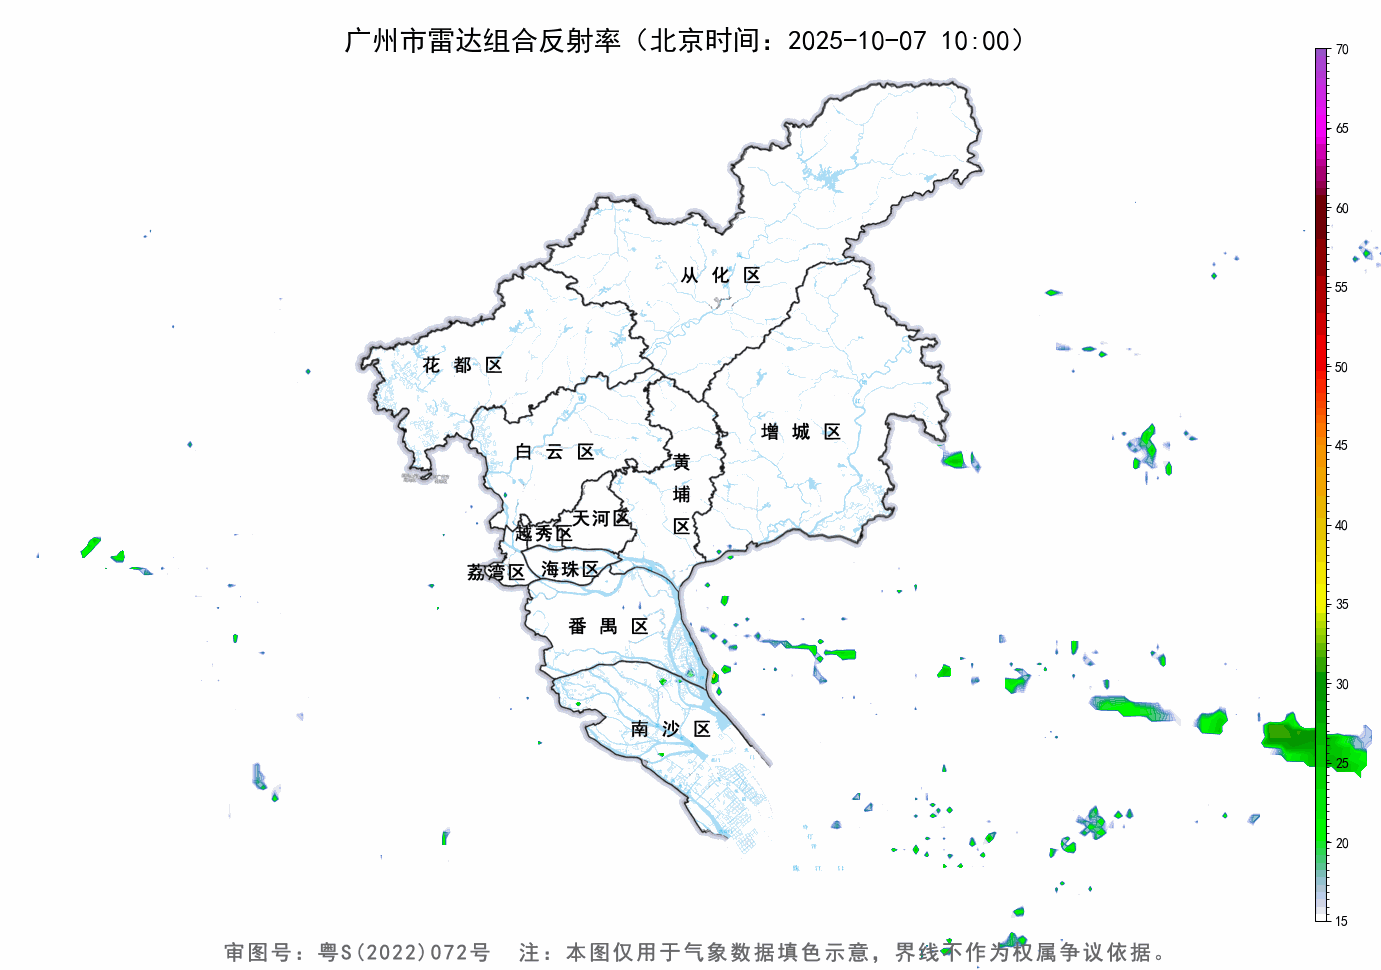 广州市雷达组合反射率（北京时间：2025-10-07 10:00）
70
65
60
55
50
45
40
35
30
25
20
15
从化区
花都区
增城区
白云区
黄埔区
天河区
越秀区
荔湾区
海珠区
番禺区
南沙区
审图号：粤S(2022)072号 注：本图仅用于气象数据填色示意，界线不作为权属争议依据。